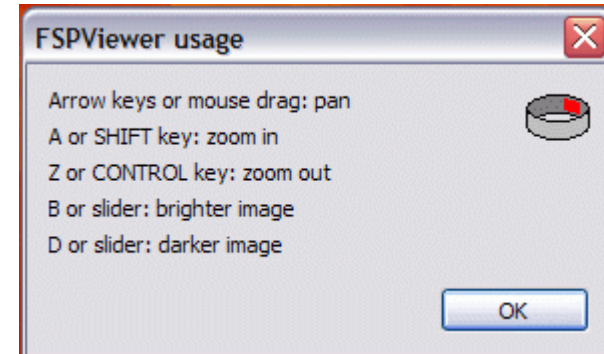 FSPViewer usage
Arrow keys or mouse drag: pan
A or SHIFT key: zoom in
Z or CONTROL key: zoom out
B or slider: brighter image
D or slider: darker image
OK